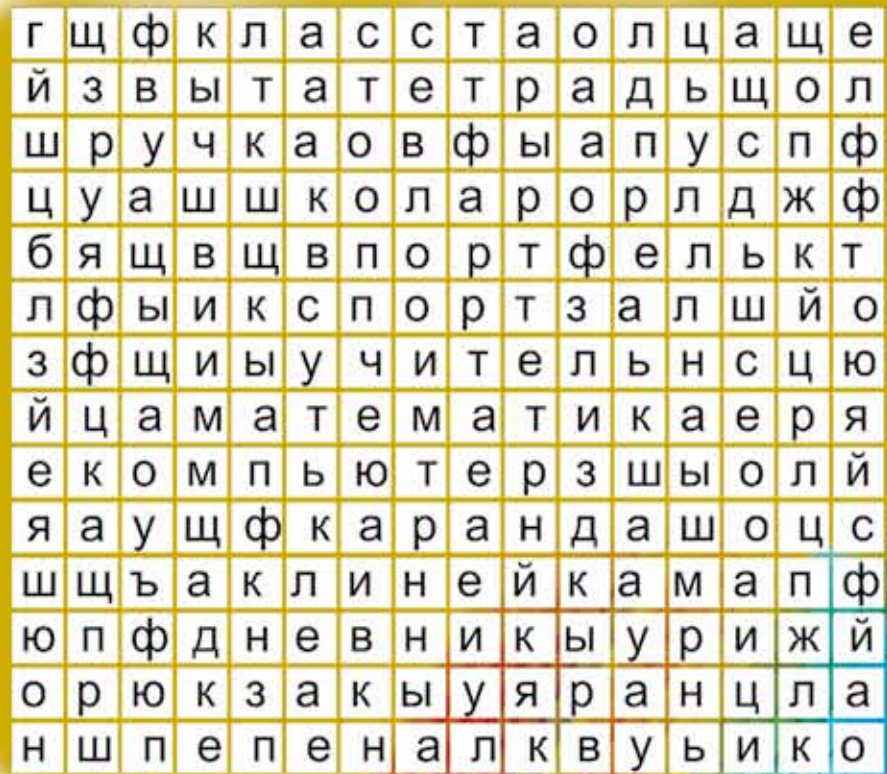 г щ ф к л а с с т а о л ц а щ е
й з в ы т а т е т р а д ь щ о л
ш р у ч к а о в ф ы а п у с п ф
ц у а ш ш к о л а р о р л д ж ф
б я щ в щ в п о р т ф е л ь к т
л ф ы и к с п о р т з а л ш й о
з ф щ и ы у ч и т е л ь н с ц ю
й ц а м а т е м а т и к а е р я
е к о м п ь ю т е р з ш ы о л й
я а у щ ф к а р а н д а ш о ц с
ш щ ъ а к л и н е й к а м а п ф
ю п ф д н е в н и к ы у р и ж й
о р ю к з а к ы у я р а н ц л а
н ш п е п е н а л к в у ь и к о